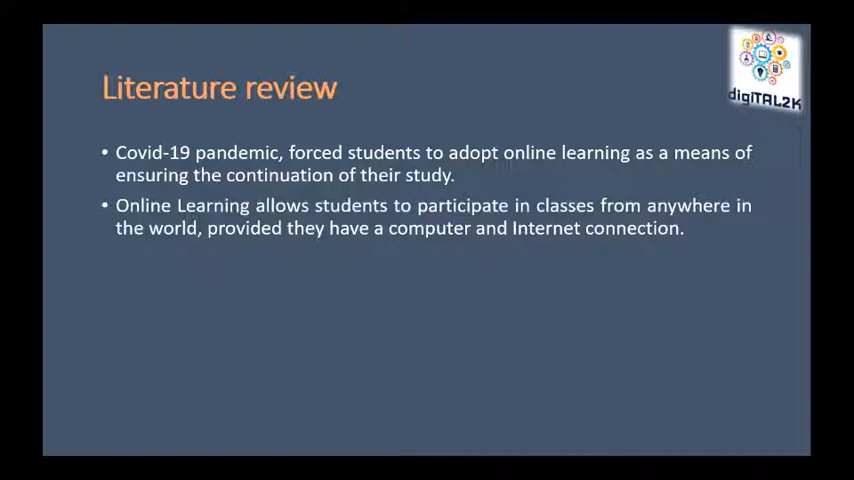 digiTAL2K
Literature review
• Covid-19 pandemic, forced students to adopt online learning as a means of
ensuring the continuation of their study.
• Online Learning allows students to participate in classes from anywhere in
the world, provided they have a computer and Internet connection.